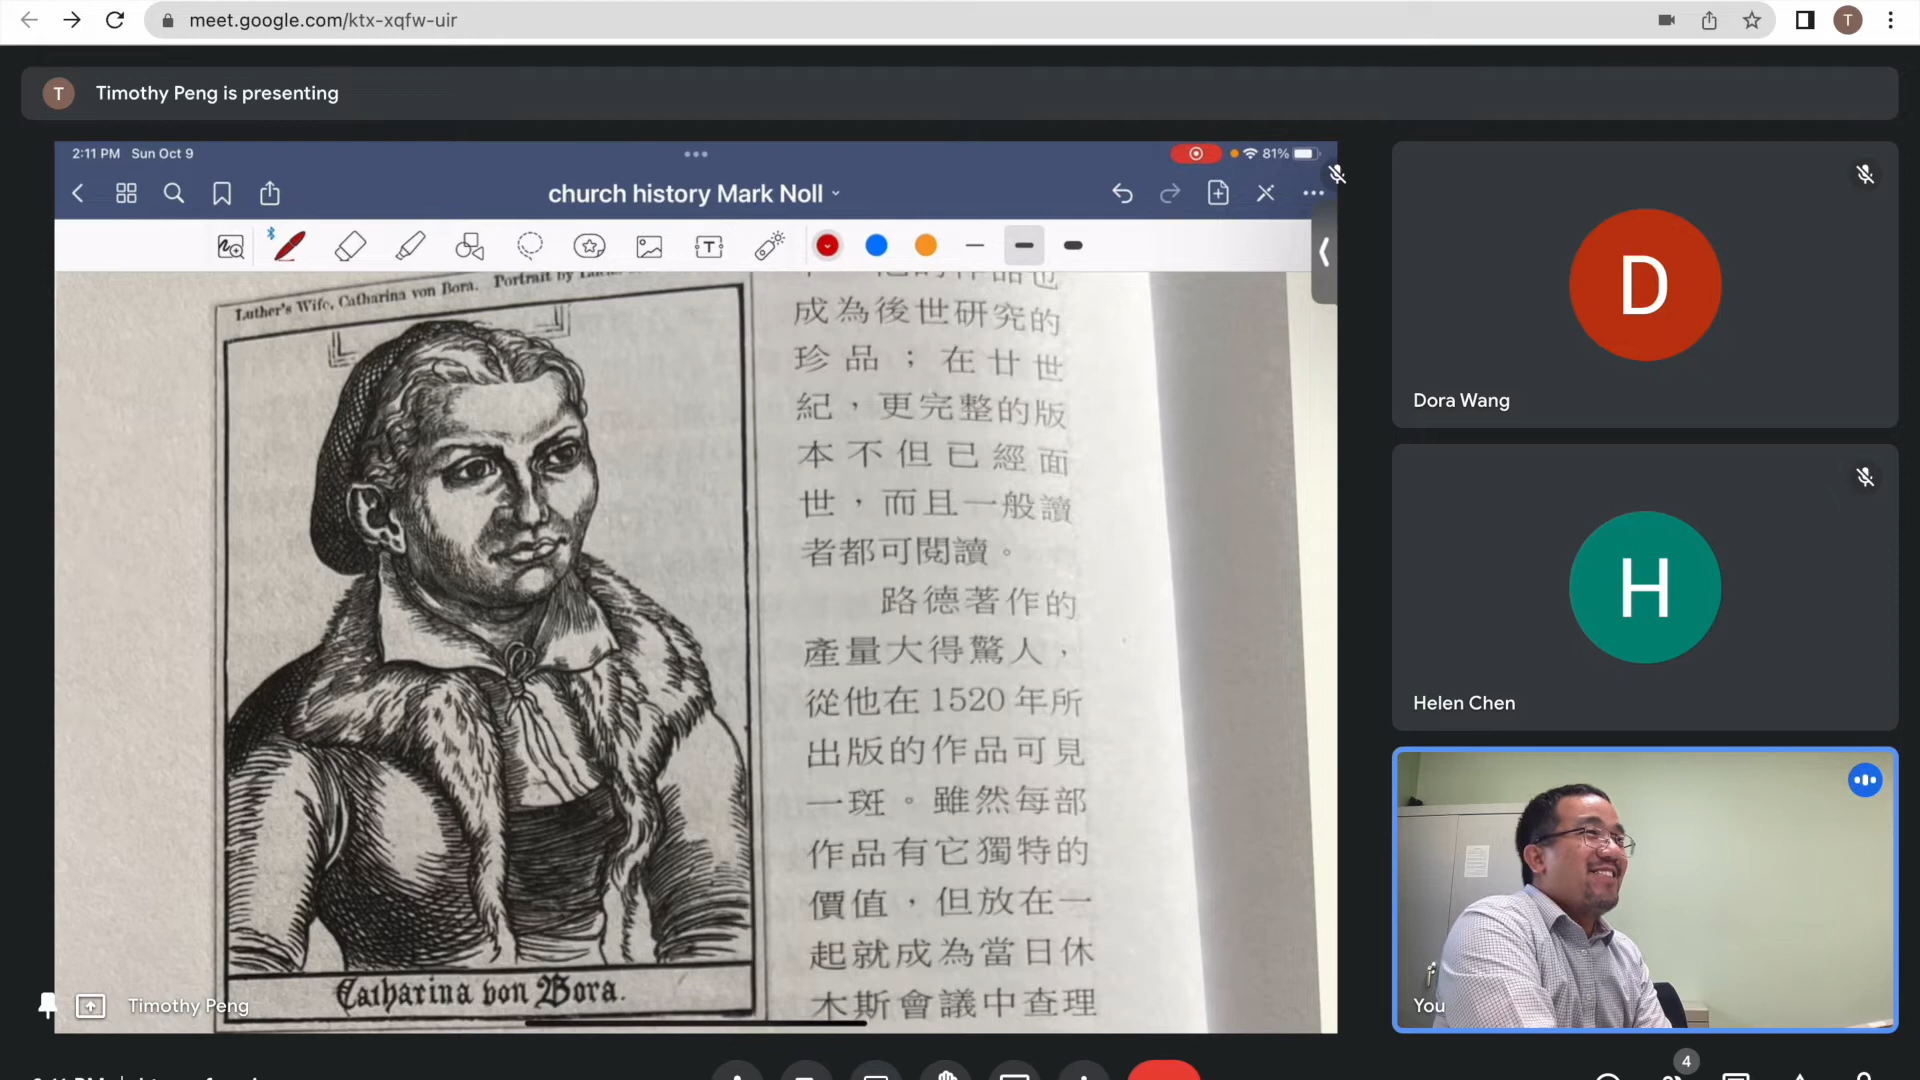 meet.google.com/ktx-xqfw-uir
T
T
Timothy Peng is presenting
2:11 PM Sun Oct 9
81%
church history Mark Noll
T
Luther's Wife, Catharina von Bora. Portrait by
成為後世研究的
珍品；在廿世
紀，更完整的版
本不但已經面
世，而且一般讀
者都可閱讀。
路德著作的
產量大得驚人，
從他在1520年所
出版的作品可見
一斑。雖然每部
作品有它獨特的
價值，但放在一
起就成為當日休
木斯會議中查理
Catharina von Bora.
Timothy Peng
D
Dora Wang
H
Helen Chen
You
4